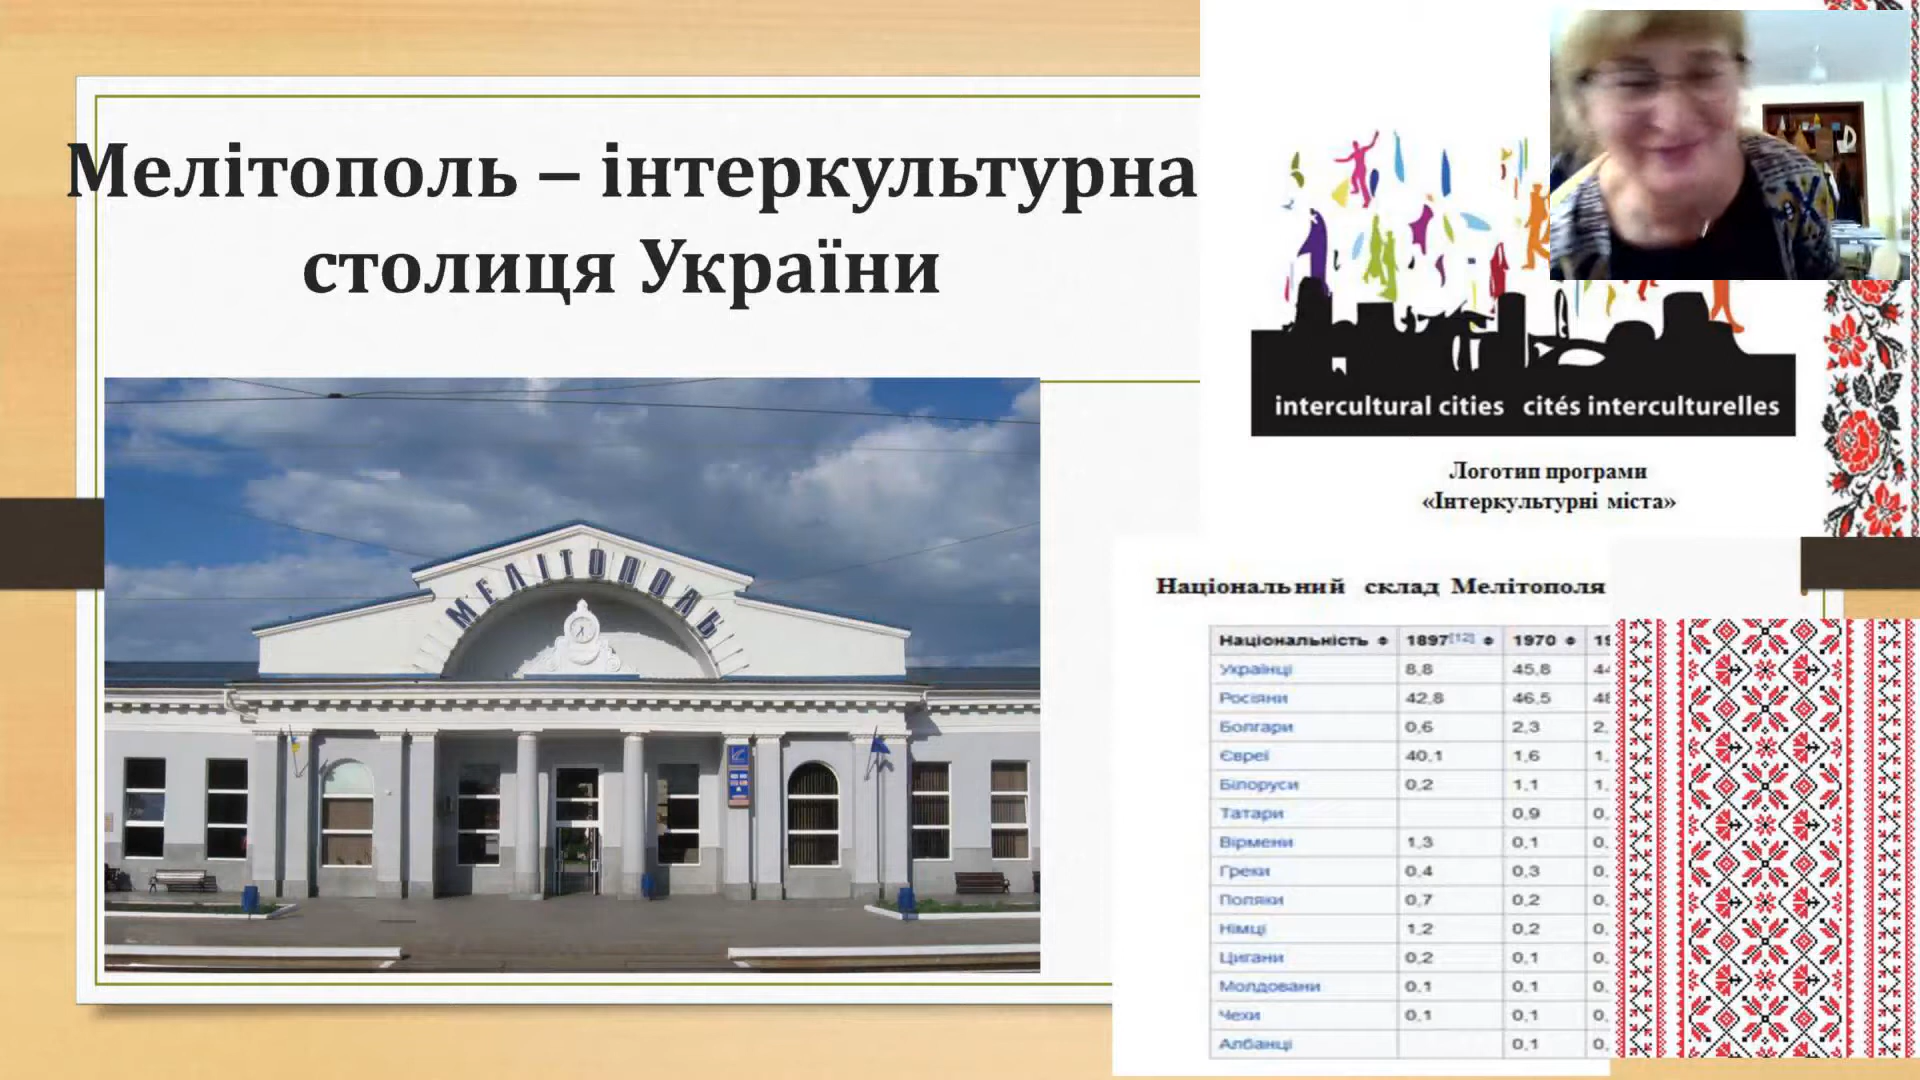 Мелітополь – інтеркультурна
столиця України
МЕЛІТОПОЛЬ
intercultural cities cités interculturelles
Логотип програми
«Інтеркультурні міста»
Національний склад Мелітополя
Національність 1897[12] 1970
Українці 8,8 45,8
Росіяни 42,8 46,5
Болгари 0,6 2,3
Євреї 40,1 1,6
Білоруси 0,2 1,1
Татари 0,9
Вірмени 1,3 0,1
Греки 0,4 0,3
Поляки 0,7 0,2
Німці 1,2 0,2
Цигани 0,2 0,1
Молдовани 0,1 0,1
Чехи 0,1 0,1
Албанці 0,1